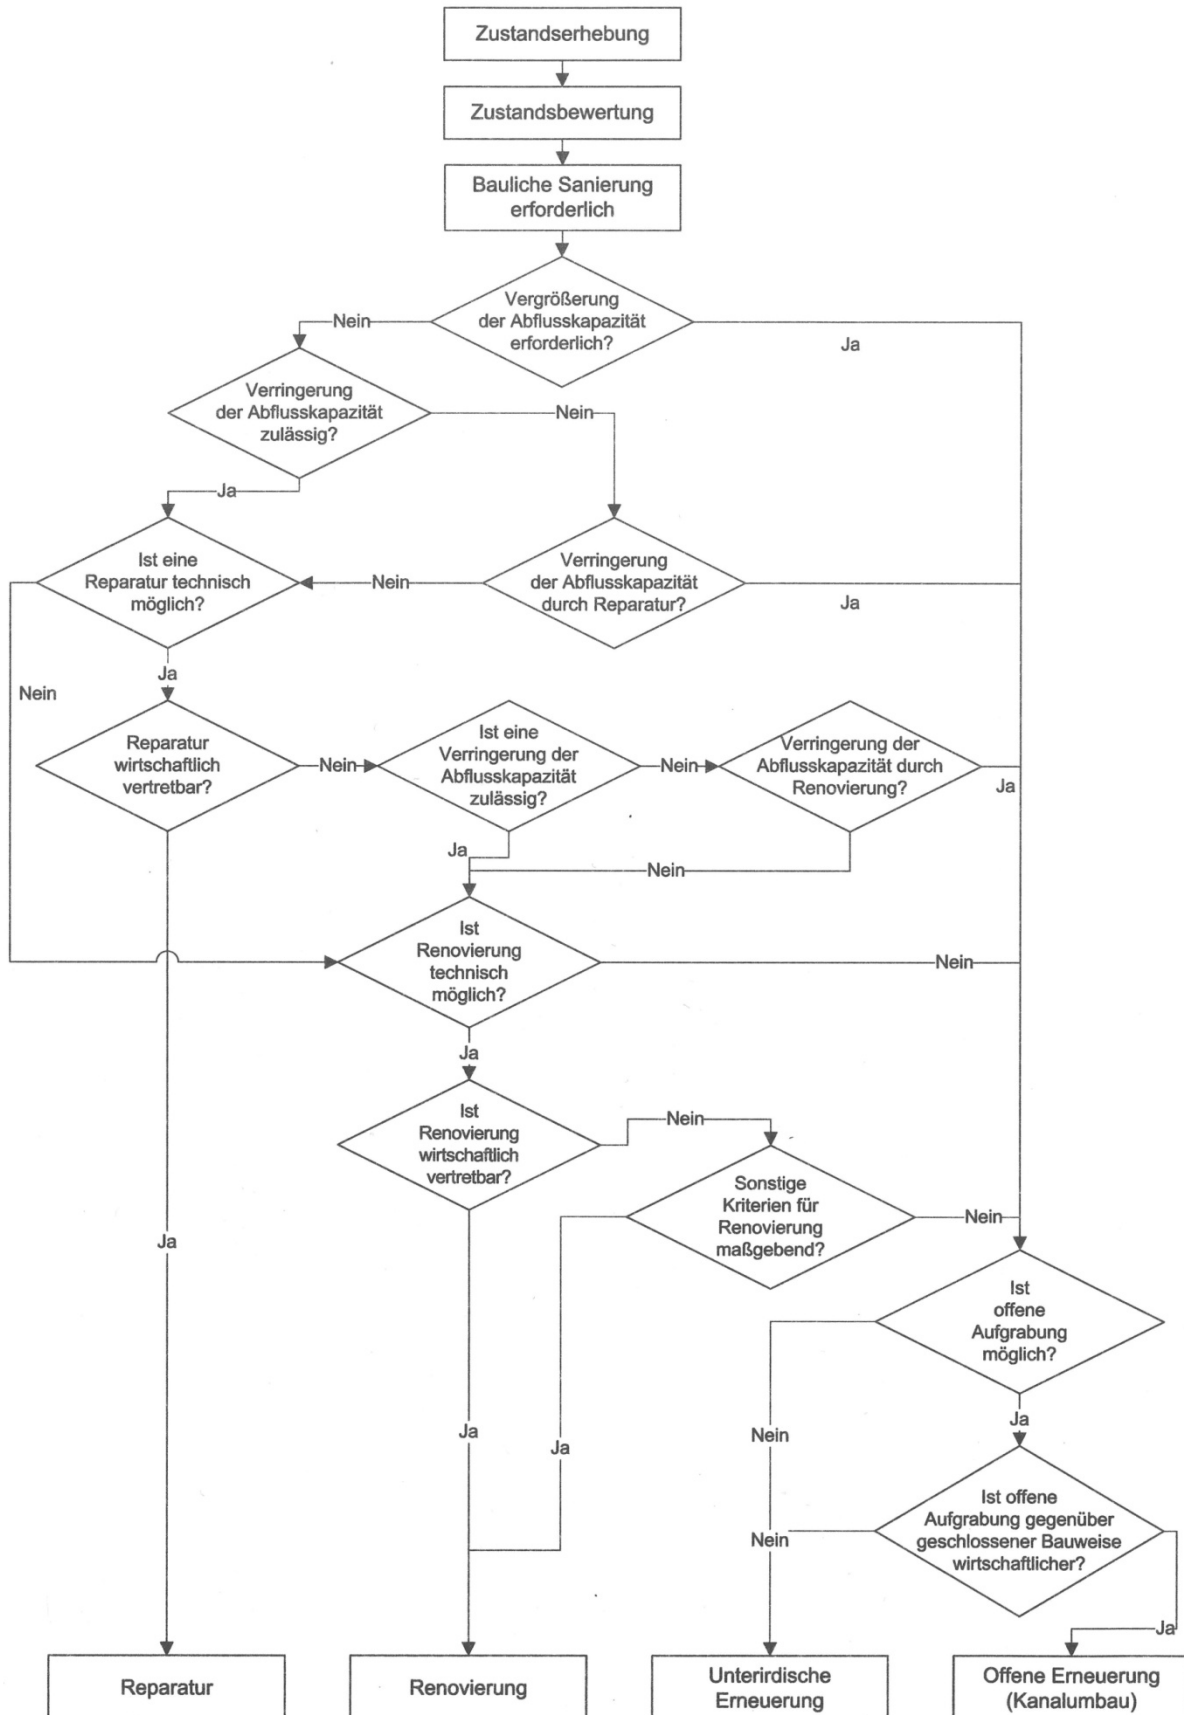 Zustandserhebung
Zustandsbewertung
Bauliche Sanierung
erforderlich
Vergrößerung
der Abflusskapazität
erforderlich?
Nein
Ja
Verringerung
der Abflusskapazität
zulässig?
Nein
Ja
Ist eine
Reparatur technisch
möglich?
Nein
Verringerung
der Abflusskapazität
durch Reparatur?
Ja
Ja
Nein
Reparatur
wirtschaftlich
vertretbar?
Nein
Ist eine
Verringerung der
Abflusskapazität
zulässig?
Nein
Verringerung der
Abflusskapazität durch
Renovierung?
Ja
Ja
Nein
Ist
Renovierung
technisch
möglich?
Nein
Ja
Ist
Renovierung
wirtschaftlich
vertretbar?
Nein
Sonstige
Kriterien für
Renovierung
maßgebend?
Nein
Ja
Ist
offene
Aufgrabung
möglich?
Ja
Ja
Nein
Ja
Ist offene
Aufgrabung gegenüber
geschlossener Bauweise
wirtschaftlicher?
Nein
Ja
Reparatur
Renovierung
Unterirdische
Erneuerung
Offene Erneuerung
(Kanalumbau)